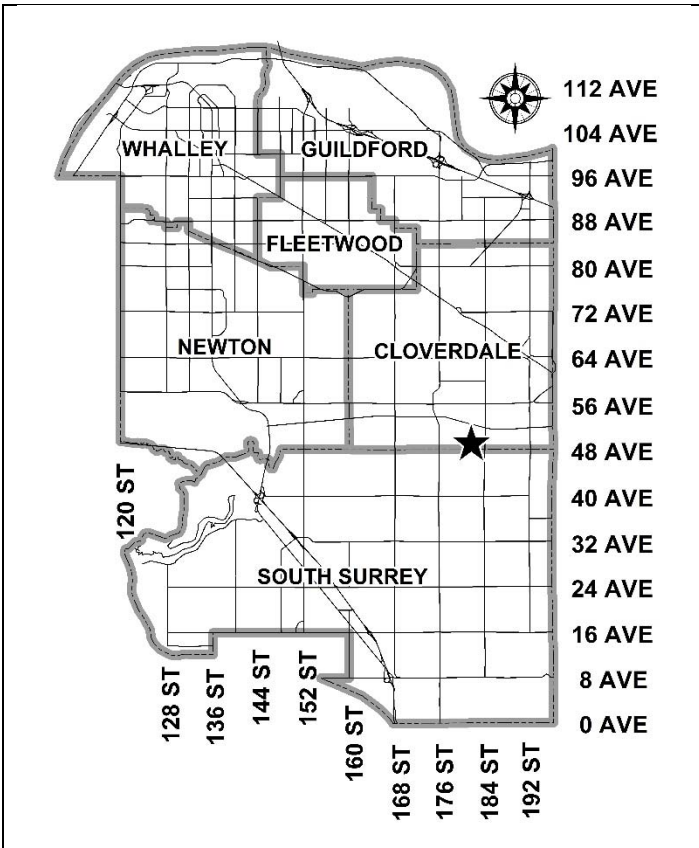 112 AVE
104 AVE
WHALLEY
GUILDFORD
96 AVE
88 AVE
FLEETWOOD
80 AVE
72 AVE
NEWTON
CLOVERDALE
64 AVE
56 AVE
48 AVE
120 ST
40 AVE
32 AVE
SOUTH SURREY
24 AVE
16 AVE
8 AVE
0 AVE
128 ST
136 ST
144 ST
152 ST
160 ST
168 ST
176 ST
184 ST
192 ST